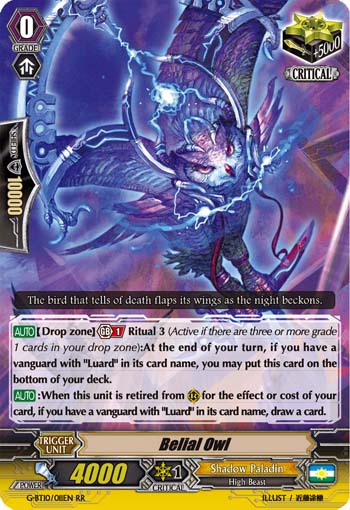 0
GRADE
+5000
CRITICAL
SHIELD 10000
The bird that tells of death flaps its wings as the night beckons.
AUTO【Drop zone】GB 1 Ritual 3 (Active if there are three or more grade
1 cards in your drop zone):At the end of your turn, if you have a
vanguard with "Luard" in its card name, you may put this card on the
bottom of your deck.
AUTO:When this unit is retired from for the effect or cost of your
card, if you have a vanguard with "Luard" in its card name, draw a card.
TRIGGER
UNIT
Belial Owl
POWER
4000
1
CRITICAL
Shadow Paladin
High Beast
G-BT10/018EN-RR
ILLUST / 近藤途轍